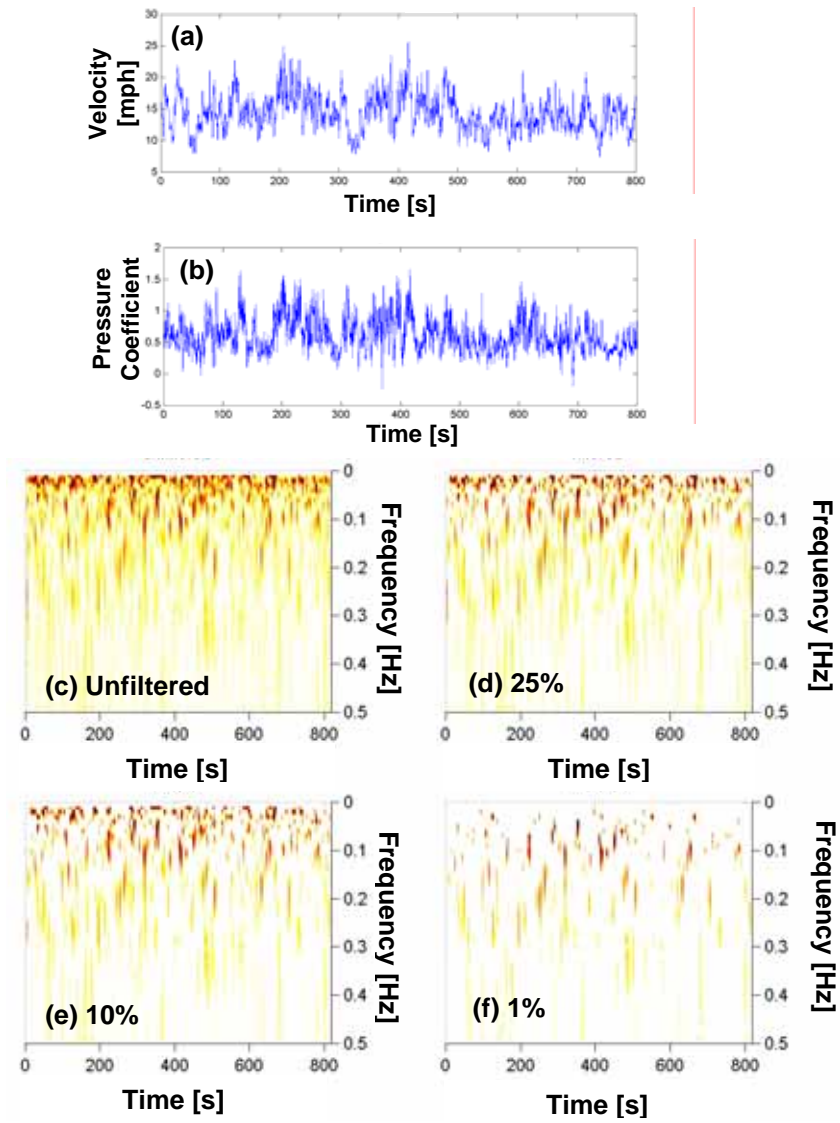 (a)
Velocity
[mph]
30
25
20
15
10
5
0 100 200 300 400 500 600 700 800
Time [s]
(b)
Pressure
Coefficient
2
1.5
1
0.5
0
-0.5
0 100 200 300 400 500 600 700 800
Time [s]
0
0.1
0.2
0.3
0.4
0.5
Frequency [Hz]
(c) Unfiltered
0 200 400 600 800
Time [s]
0
0.1
0.2
0.3
0.4
0.5
Frequency [Hz]
(d) 25%
0 200 400 600 800
Time [s]
0
0.1
0.2
0.3
0.4
0.5
Frequency [Hz]
(e) 10%
0 200 400 600 800
Time [s]
0
0.1
0.2
0.3
0.4
0.5
Frequency [Hz]
(f) 1%
0 200 400 600 800
Time [s]